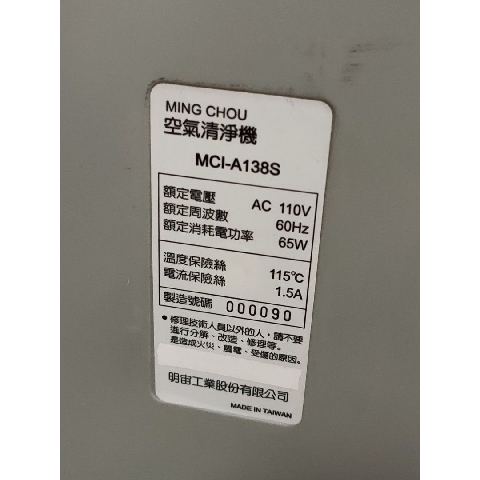 MING CHOU
空氣清淨機
MCI-A138S
額定電壓 AC 110V
額定周波數 60Hz
額定消耗電功率 65W
溫度保險絲 115℃
電流保險絲 1.5A
製造號碼 000090
● 修理技術人員以外的人，請不要
進行分解、改造、修理等。
是造成火災、觸電、受傷的原因。
明宙工業股份有限公司
MADE IN TAIWAN